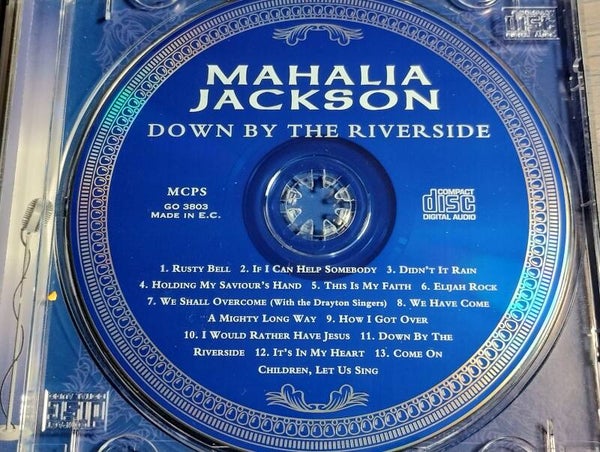 MAHALIA
JACKSON
DOWN BY THE RIVERSIDE
MCPS
GO 3803
MADE IN E.C.
COMPACT
disc
DIGITAL AUDIO
1. RUSTY BELL 2. IF I CAN HELP SOMEBODY 3. DIDN'T IT RAIN
4. HOLDING MY SAVIOUR'S HAND 5. THIS IS MY FAITH 6. ELIJAH ROCK
7. WE SHALL OVERCOME (With the Drayton Singers) 8. WE HAVE COME
A MIGHTY LONG WAY 9. HOW I GOT OVER
10. I WOULD RATHER HAVE JESUS 11. DOWN BY THE
RIVERSIDE 12. IT'S IN MY HEART 13. COME ON
CHILDREN, LET US SING